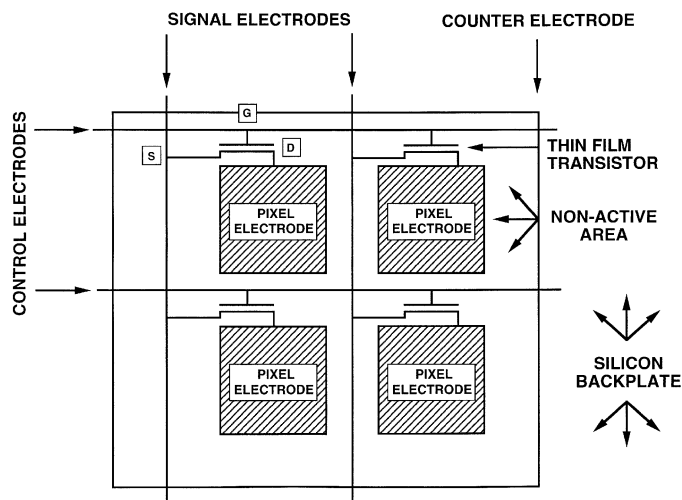 SIGNAL ELECTRODES
COUNTER ELECTRODE
CONTROL ELECTRODES
G
S
D
THIN FILM
TRANSISTOR
PIXEL
ELECTRODE
PIXEL
ELECTRODE
NON-ACTIVE
AREA
PIXEL
ELECTRODE
PIXEL
ELECTRODE
SILICON
BACKPLATE